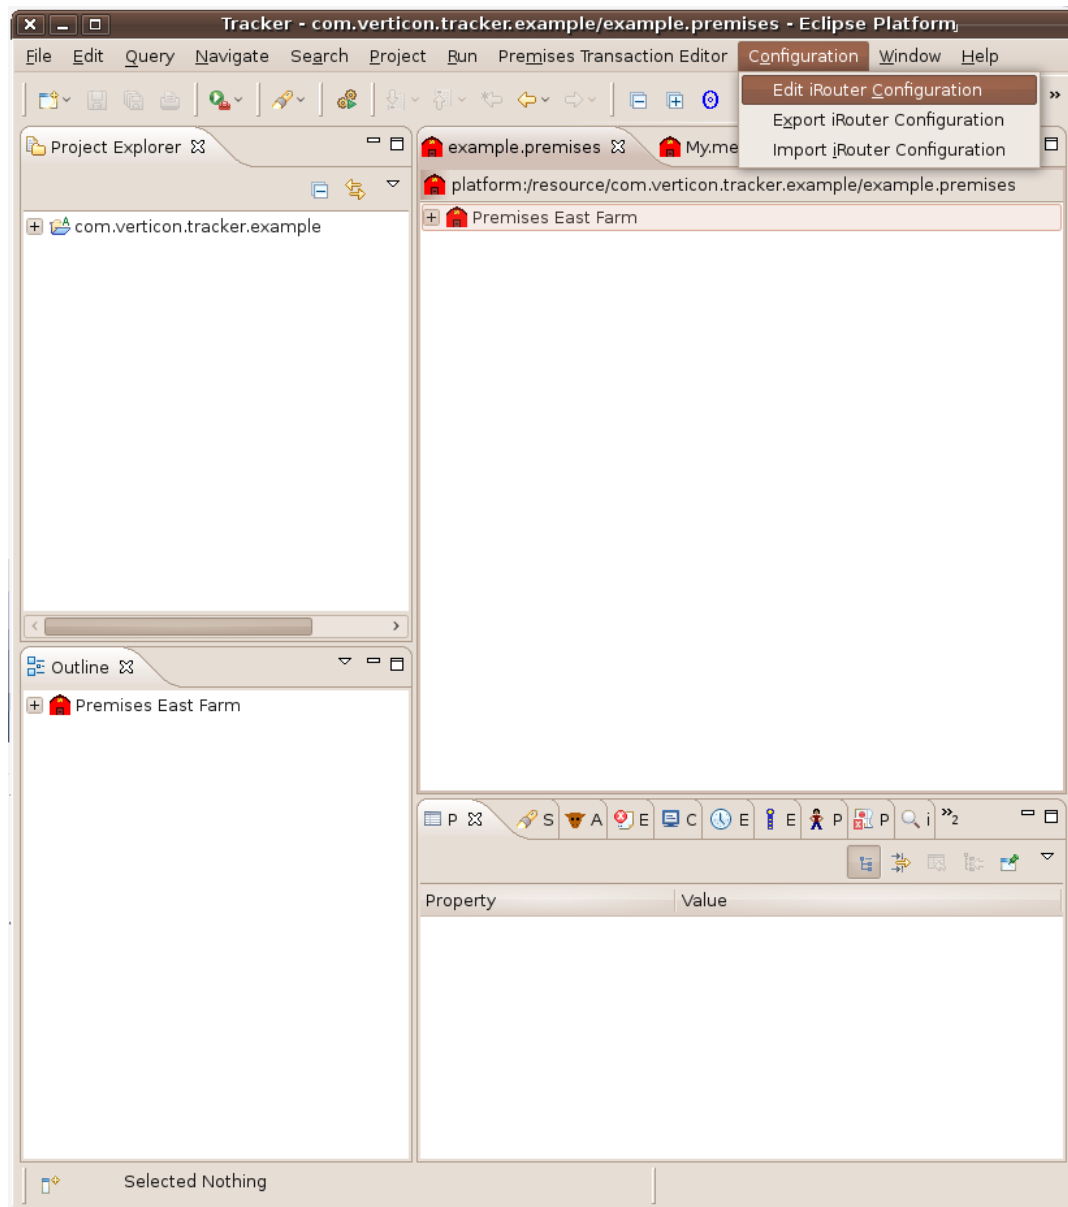 Tracker - com.verticon.tracker.example/example.premises - Eclipse Platform
File Edit Query Navigate Search Project Run Premises Transaction Editor Configuration Window Help
Edit iRouter Configuration
Export iRouter Configuration
Import iRouter Configuration
Project Explorer
example.premises My.me
platform:/resource/com.verticon.tracker.example/example.premises
com.verticon.tracker.example
Premises East Farm
Outline
Premises East Farm
P S A E C E E P P i »2
Property Value
Selected Nothing